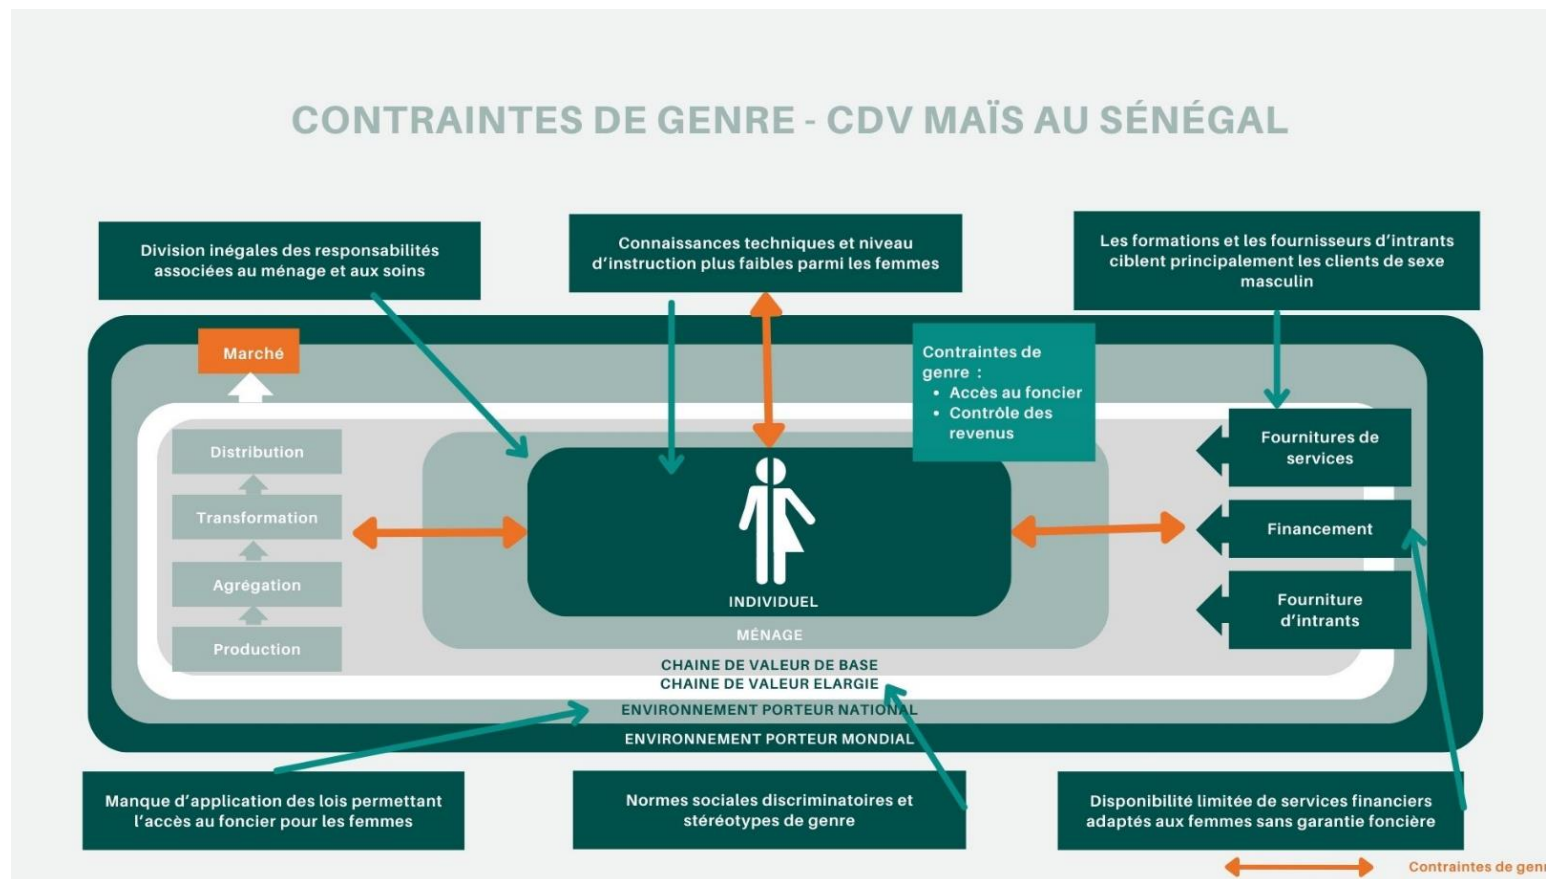 CONTRAINTES DE GENRE - CDV MAÏS AU SÉNÉGAL
Division inégales des responsabilités
associées au ménage et aux soins
Connaissances techniques et niveau
d'instruction plus faibles parmi les femmes
Les formations et les fournisseurs d'intrants
ciblent principalement les clients de sexe
masculin
Marché
Distribution
Transformation
Agrégation
Production
Contraintes de
genre :
• Accès au foncier
• Contrôle des
revenus
Fournitures de
services
Financement
Fourniture
d'intrants
INDIVIDUEL
MÉNAGE
CHAINE DE VALEUR DE BASE
CHAINE DE VALEUR ELARGIE
ENVIRONNEMENT PORTEUR NATIONAL
ENVIRONNEMENT PORTEUR MONDIAL
Manque d'application des lois permettant
l'accès au foncier pour les femmes
Normes sociales discriminatoires et
stéréotypes de genre
Disponibilité limitée de services financiers
adaptés aux femmes sans garantie foncière
Contraintes de